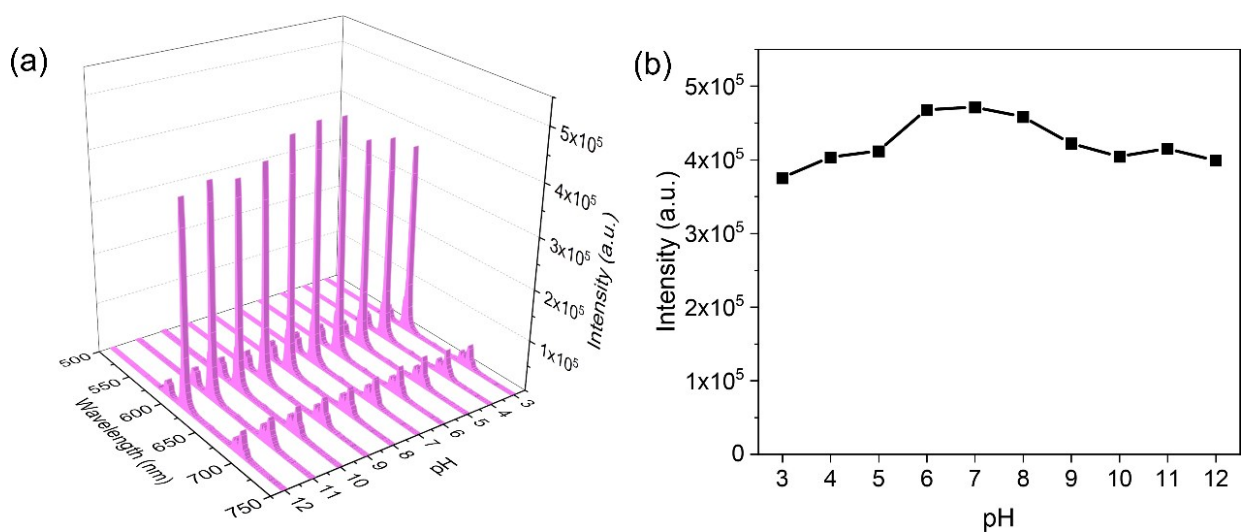 (a)
5x10⁵
4x10⁵
3x10⁵
2x10⁵
1x10⁵
Intensity (a.u.)
500
550
600
650
700
750
Wavelength (nm)
12
11
10
9
8
7
6
5
4
3
pH
(b)
5x10⁵
4x10⁵
3x10⁵
2x10⁵
1x10⁵
0
Intensity (a.u.)
3 4 5 6 7 8 9 10 11 12
pH